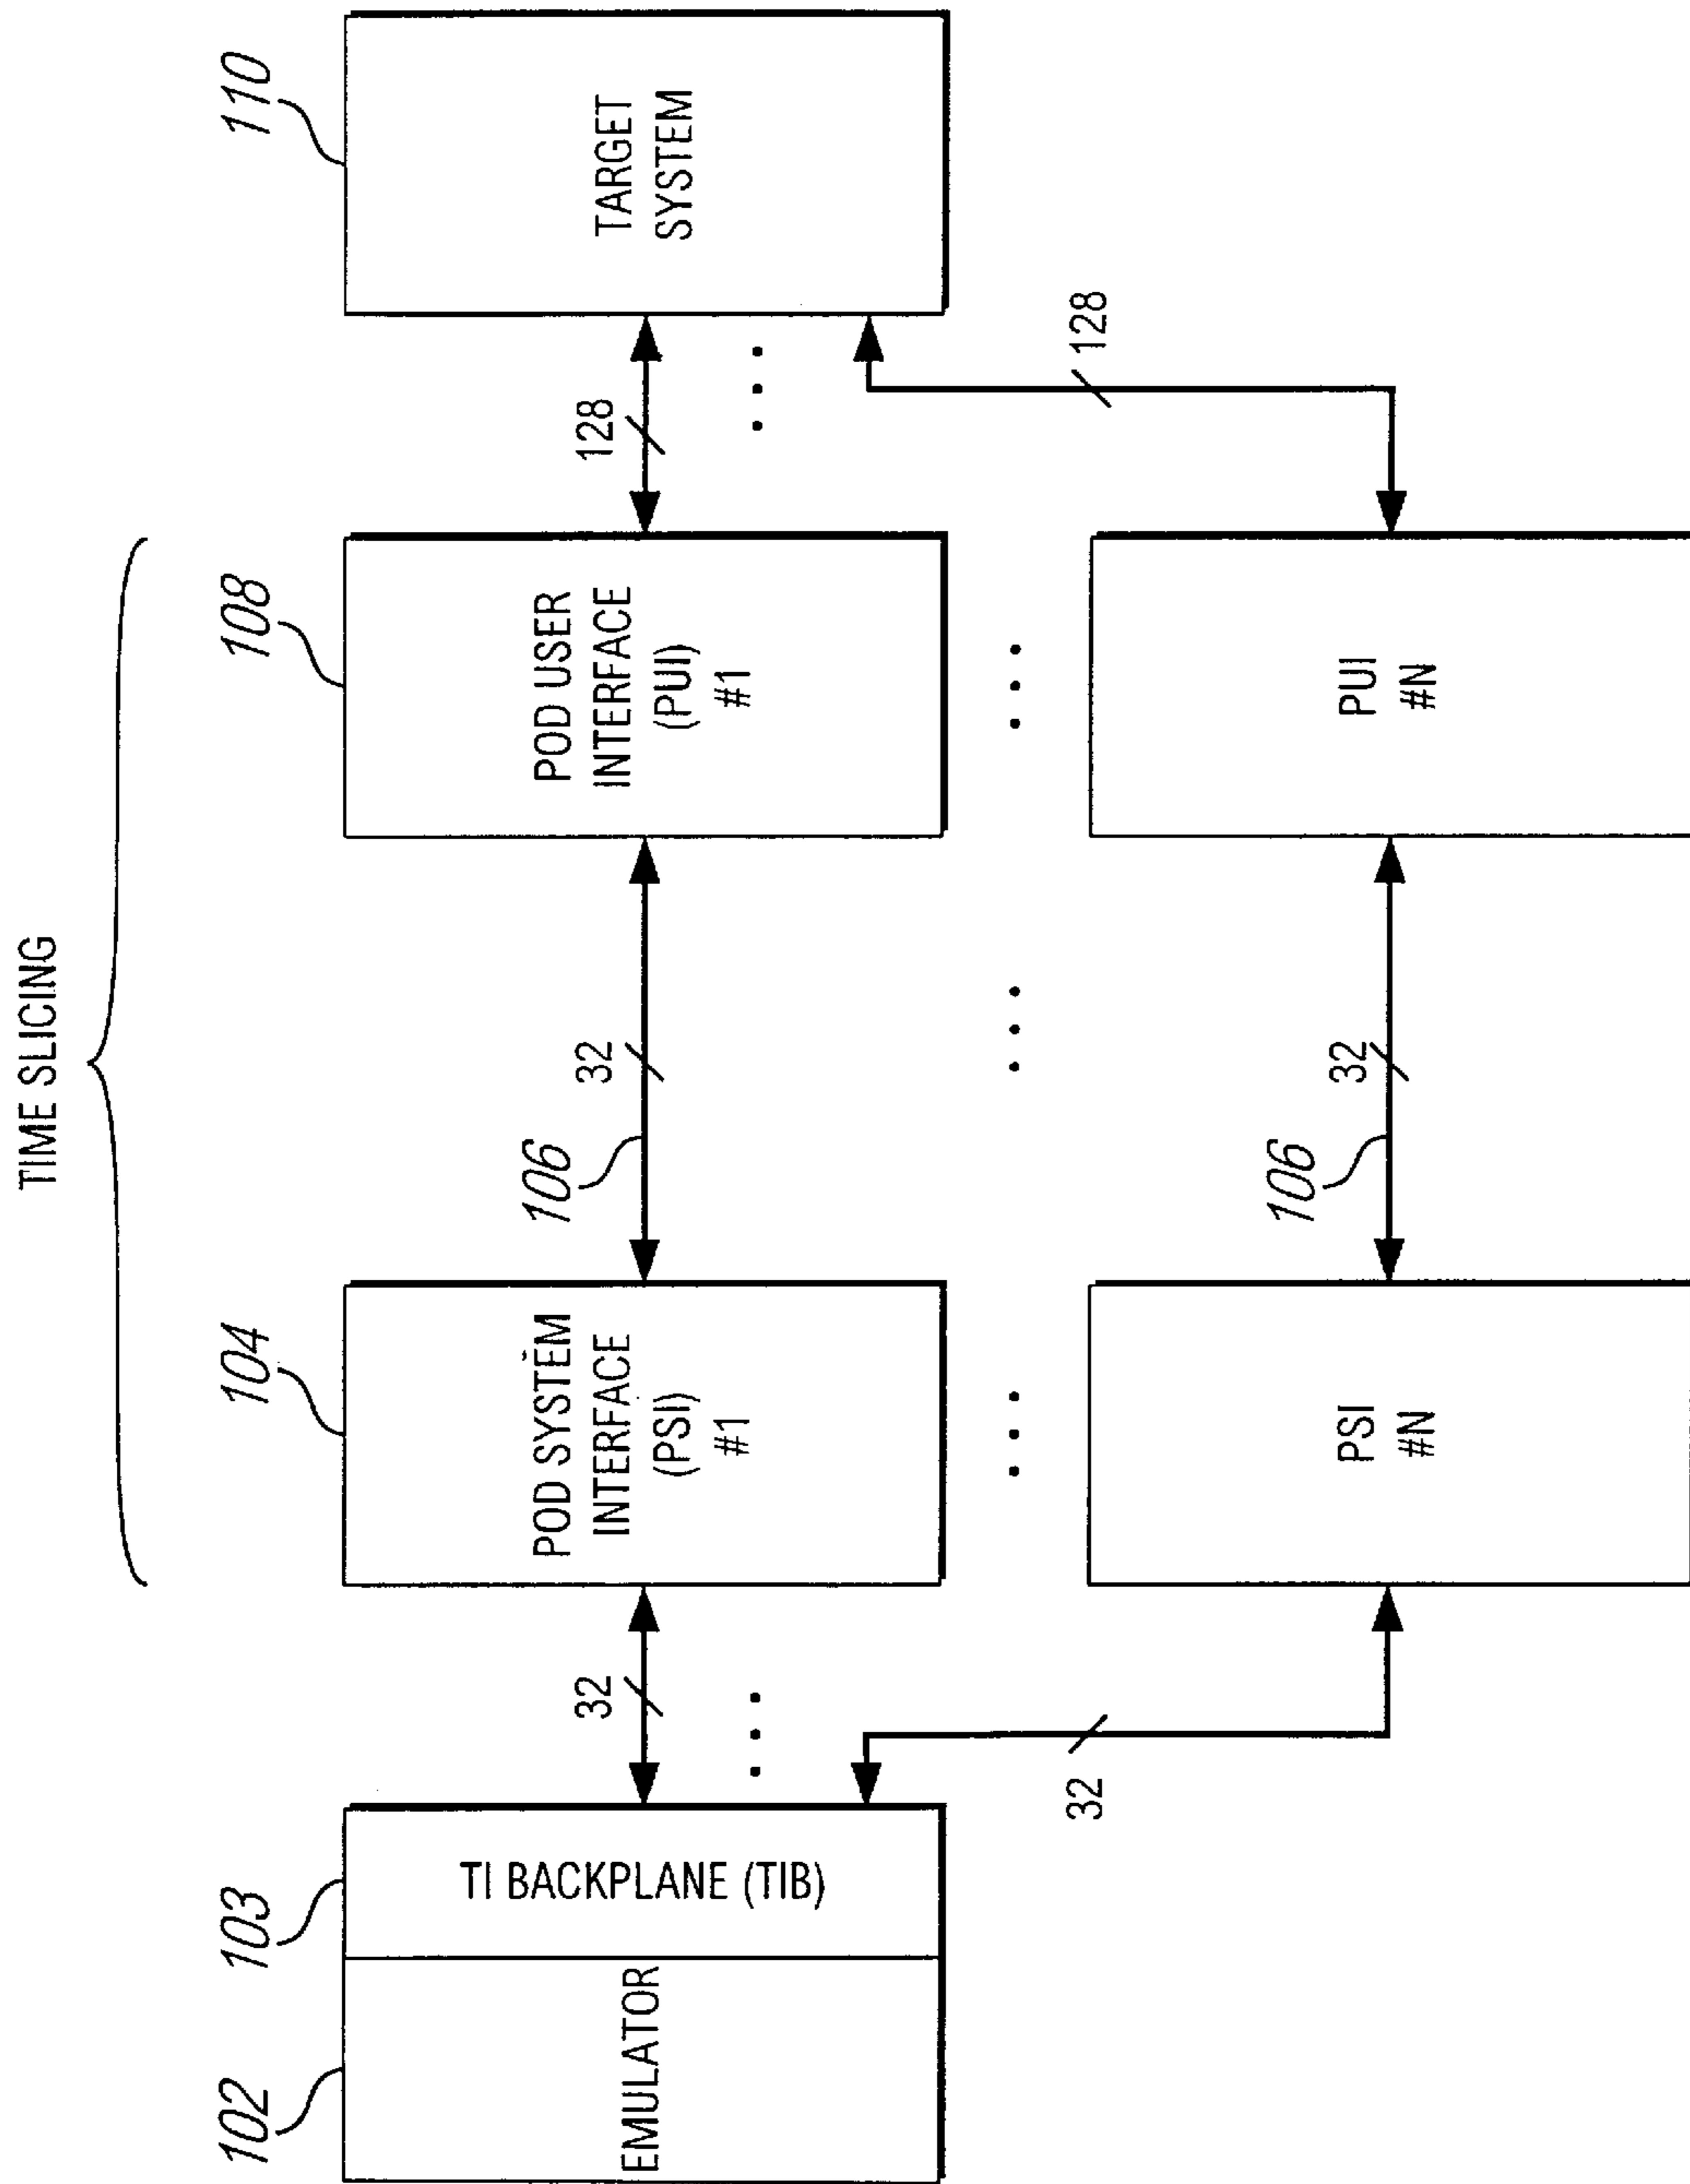 TIME SLICING
102
103
104
108
110
EMULATOR
TI BACKPLANE (TIB)
32
POD SYSTEM
INTERFACE
(PSI)
#1
106
32
POD USER
INTERFACE
(PUI)
#1
128
TARGET
SYSTEM
32
PSI
#N
106
32
PUI
#N
128